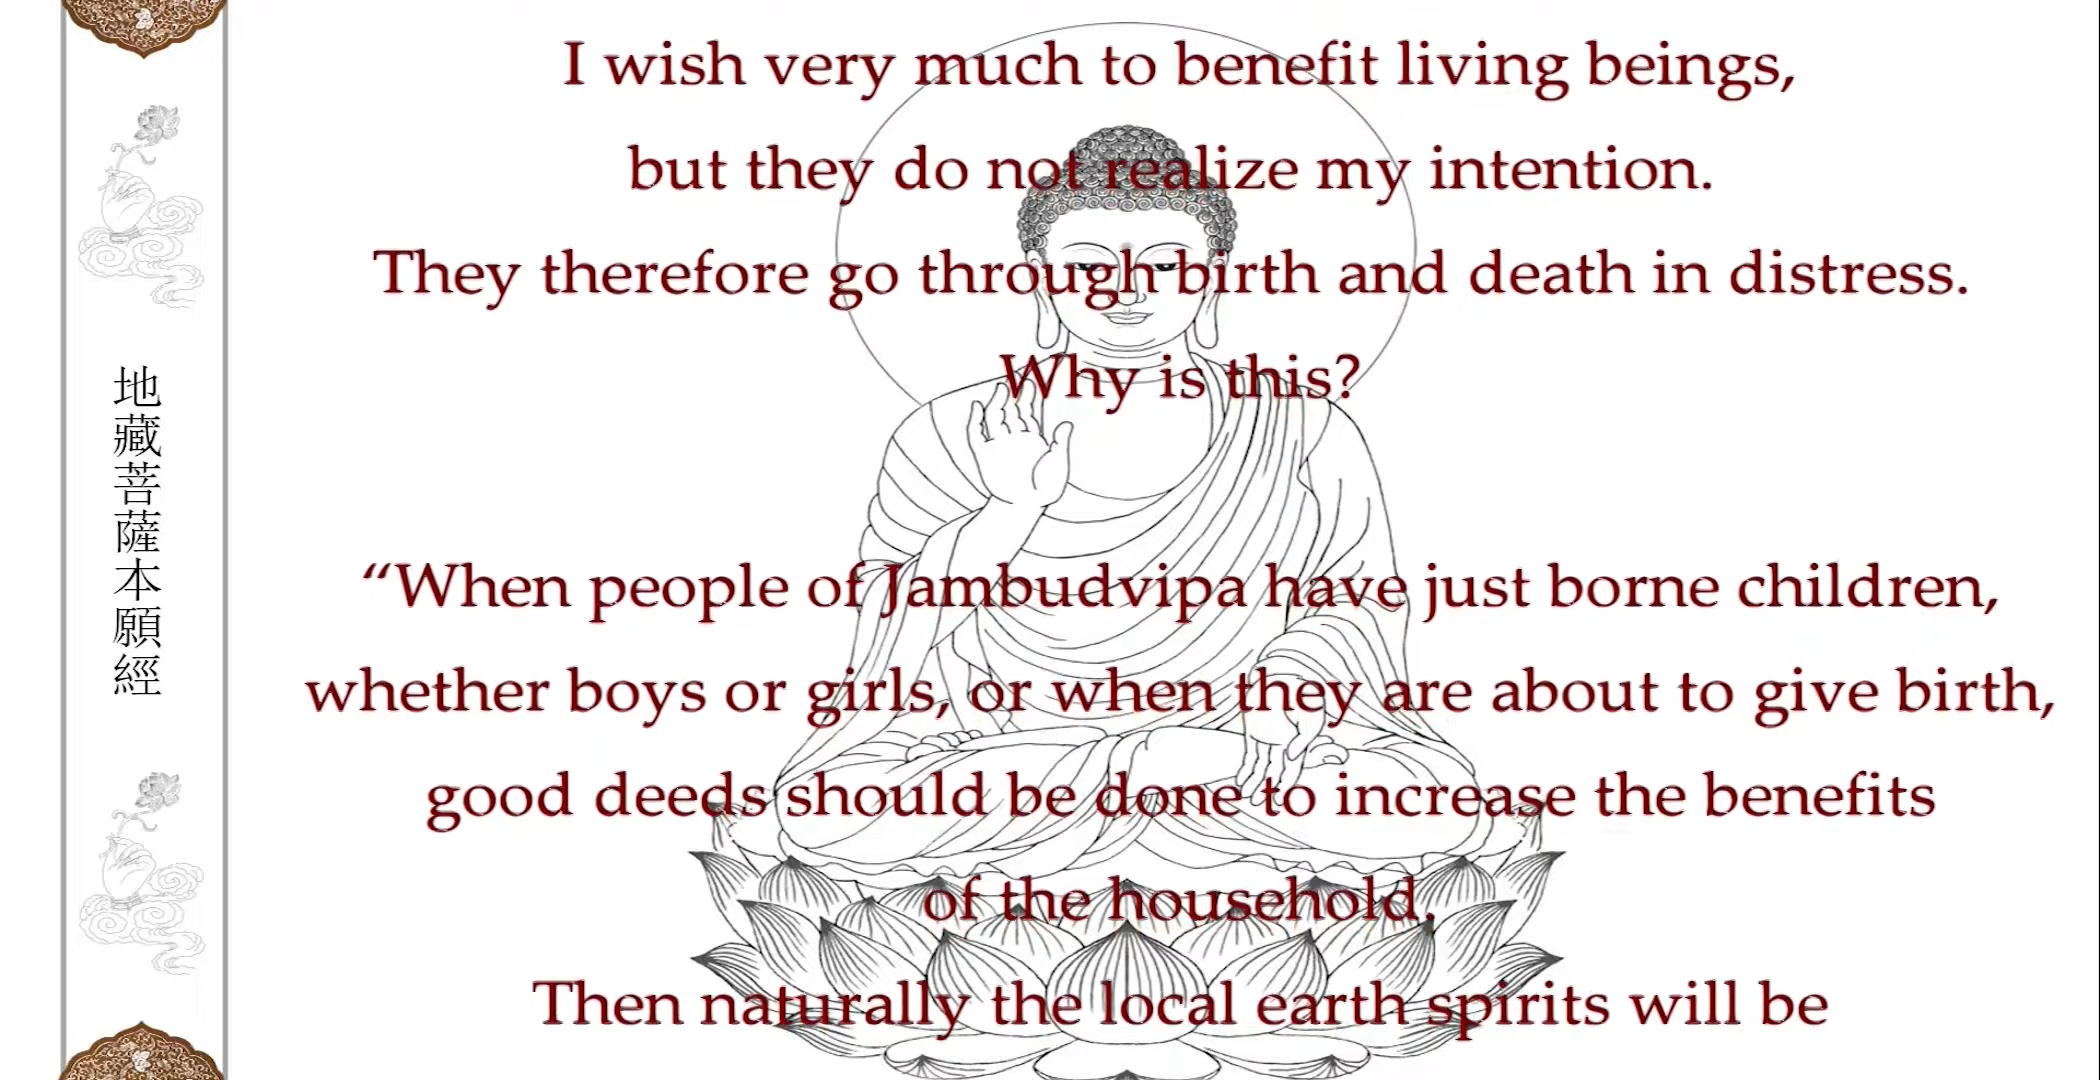 地藏菩薩本願經
I wish very much to benefit living beings,
but they do not realize my intention.
They therefore go through birth and death in distress.
Why is this?
“When people of Jambudvipa have just borne children,
whether boys or girls, or when they are about to give birth,
good deeds should be done to increase the benefits
of the household.
Then naturally the local earth spirits will be